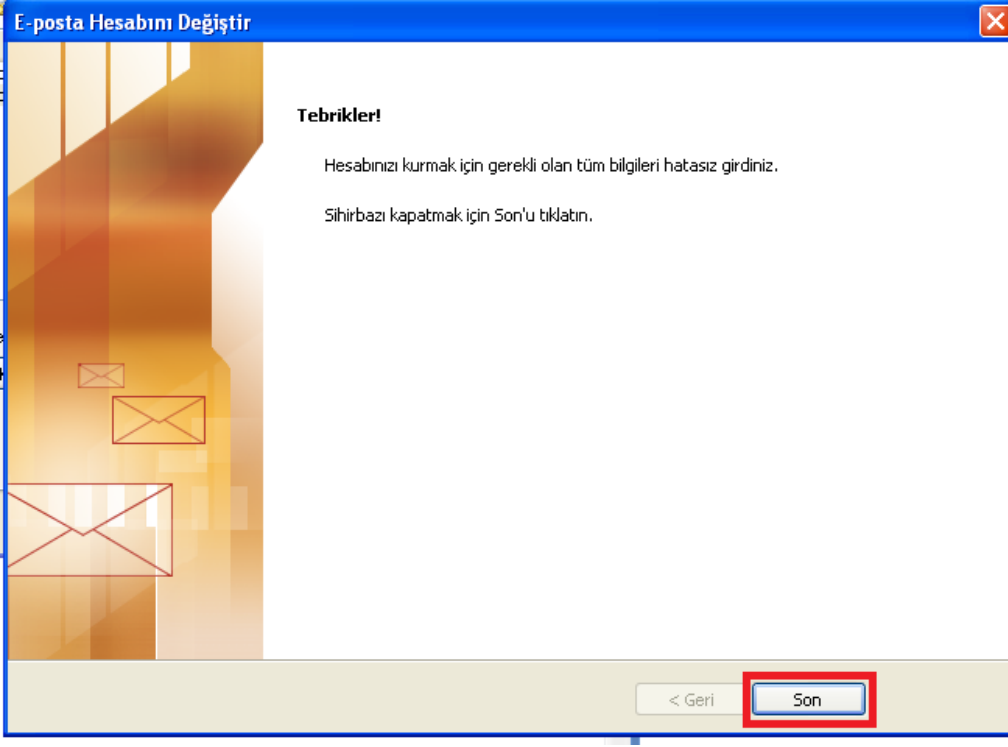 E-posta Hesabını Değiştir
Tebrikler!
Hesabınızı kurmak için gerekli olan tüm bilgileri hatasız girdiniz.
Sihirbazı kapatmak için Son'u tıklatın.
< Geri
Son